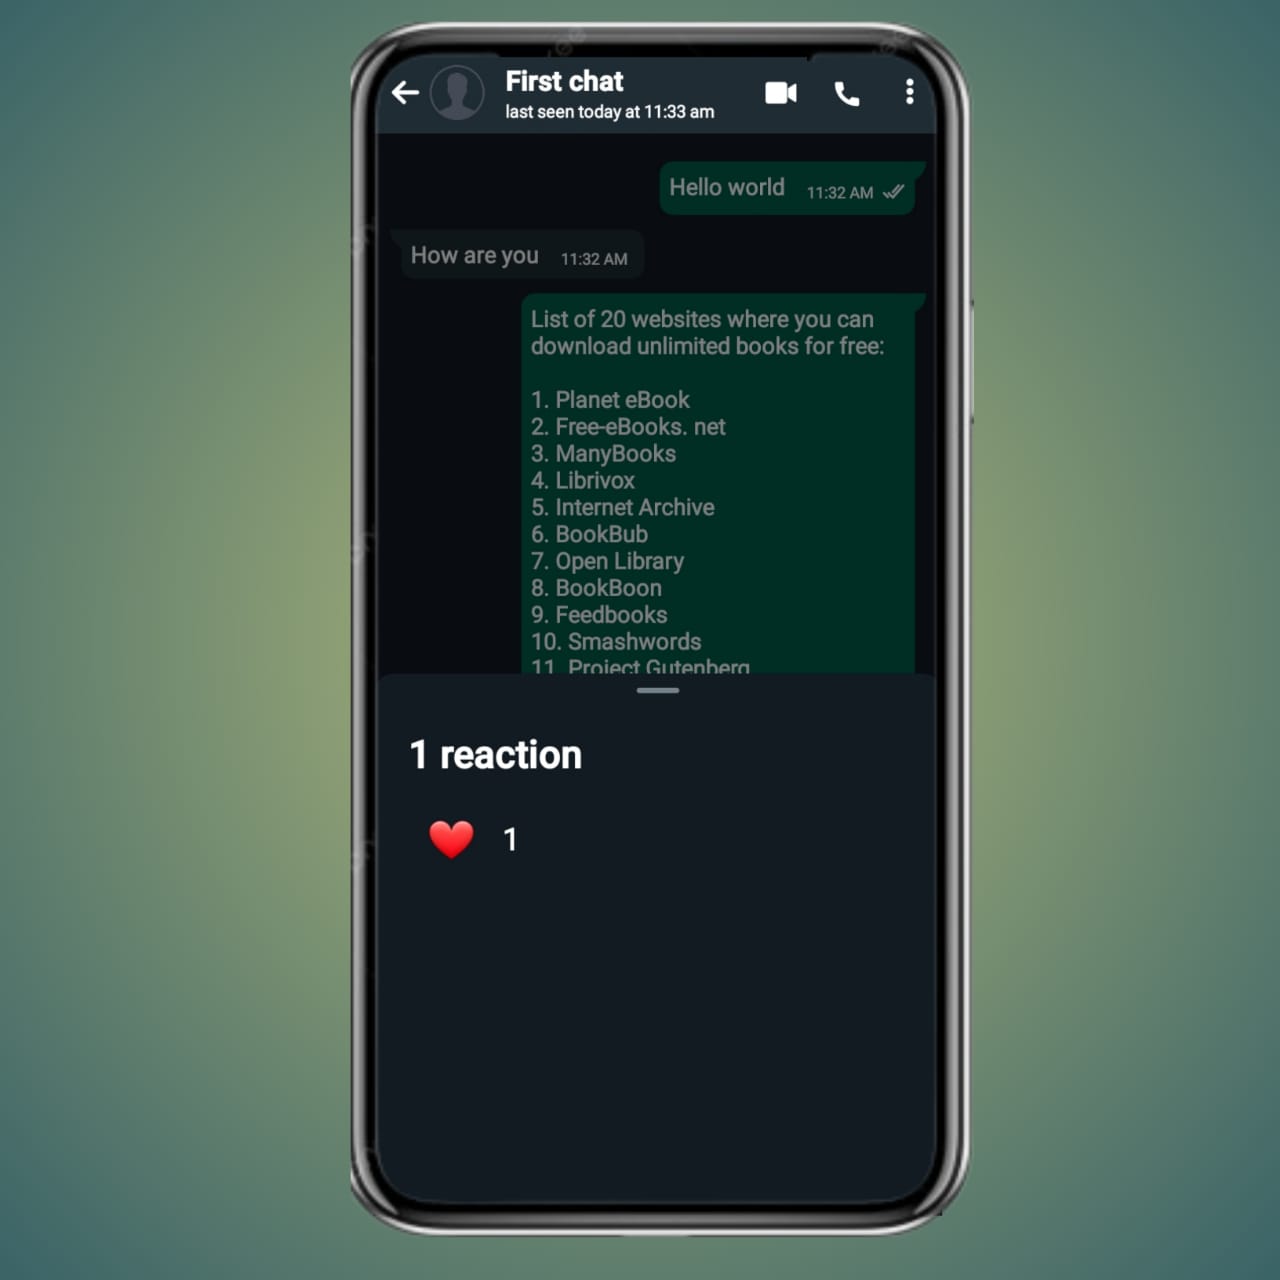 First chat
last seen today at 11:33 am
Hello world 11:32 AM
How are you 11:32 AM
List of 20 websites where you can
download unlimited books for free:
1. Planet eBook
2. Free-eBooks. net
3. ManyBooks
4. Librivox
5. Internet Archive
6. BookBub
7. Open Library
8. BookBoon
9. Feedbooks
10. Smashwords
11. Project Gutenberg
1 reaction
❤️ 1